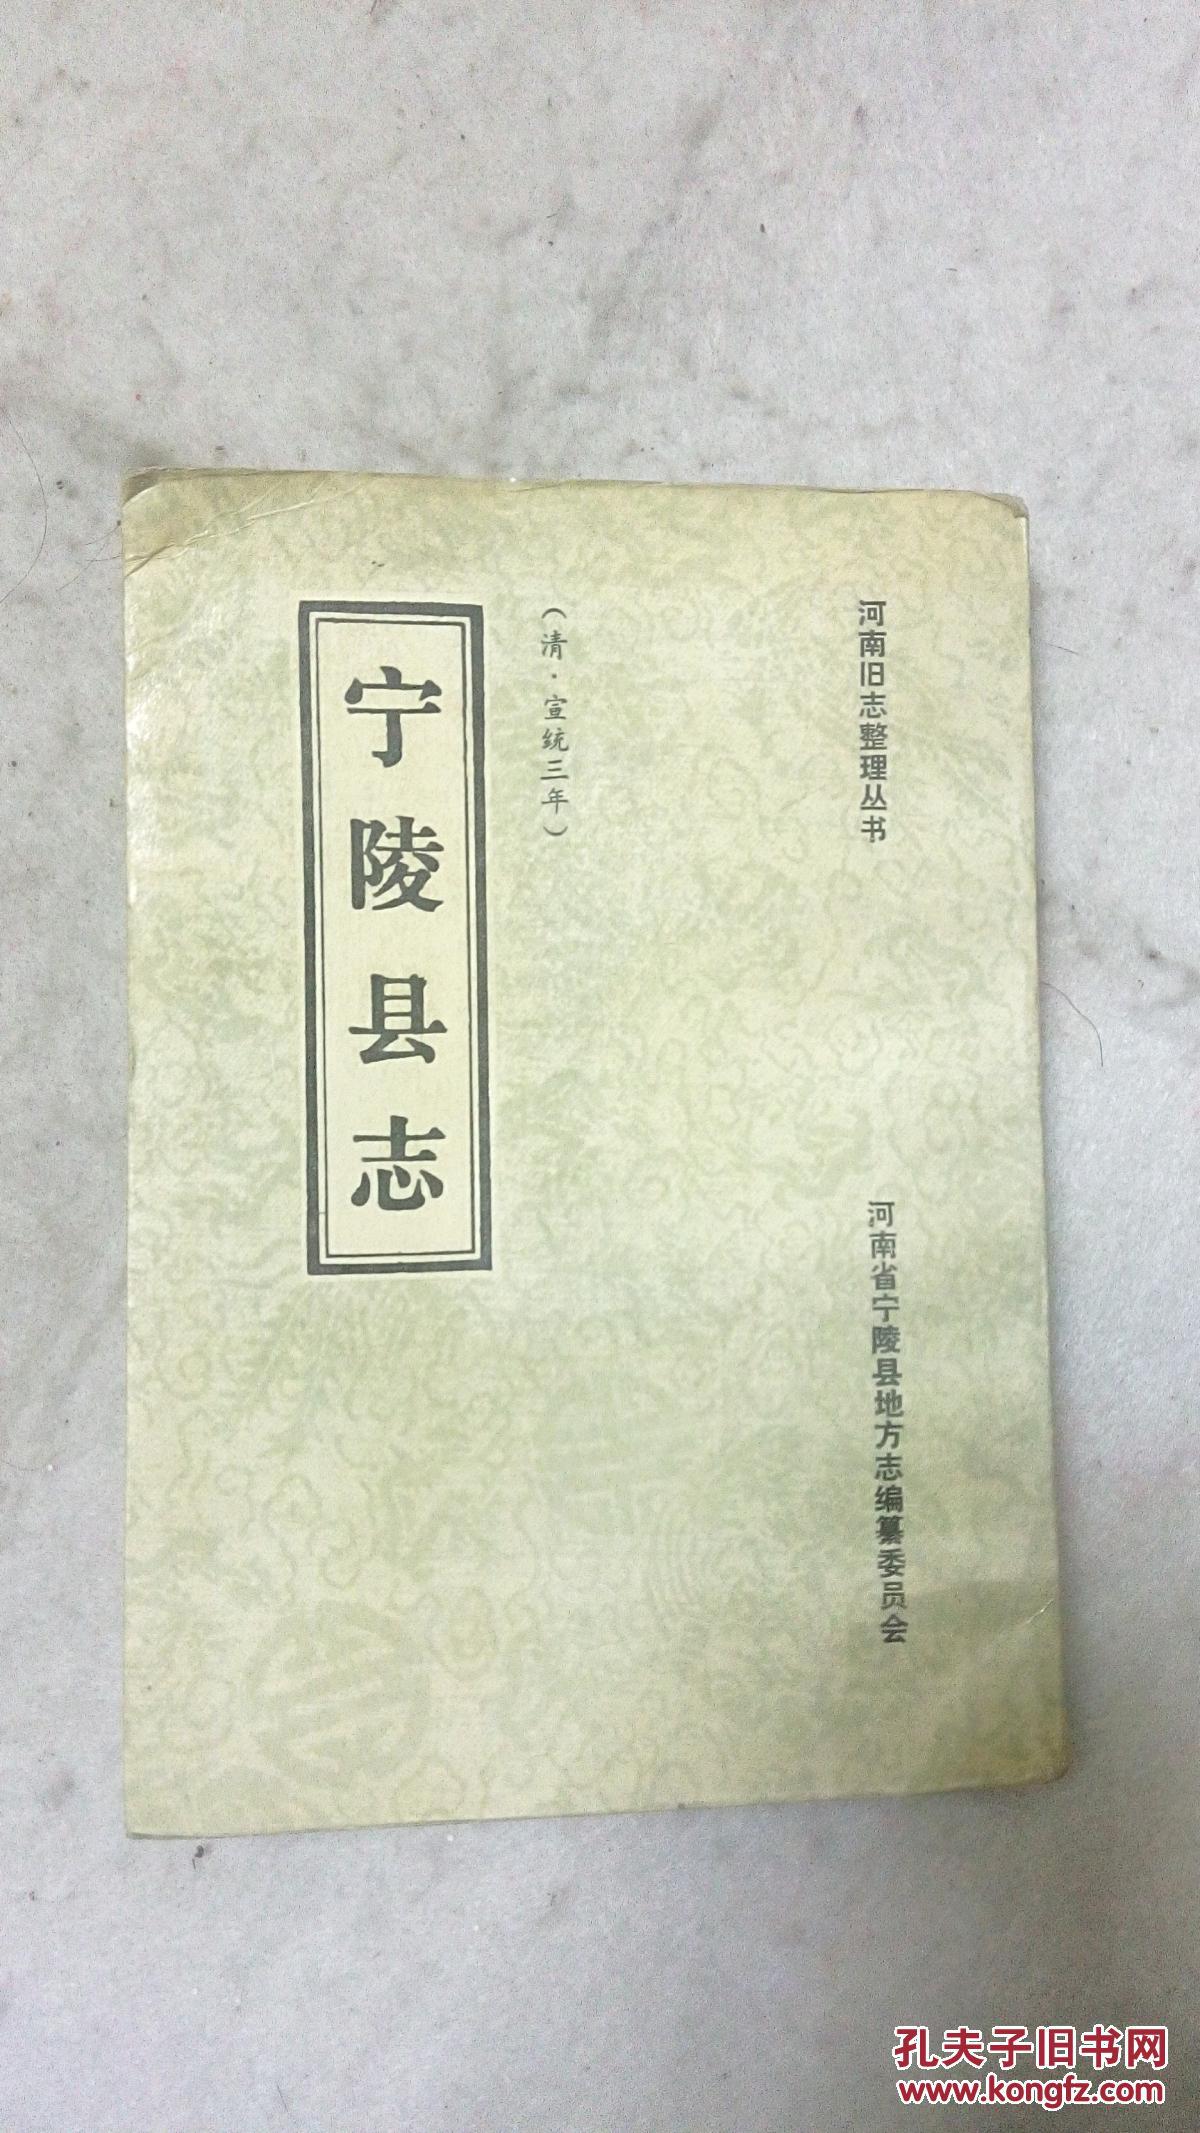 河南旧志整理丛书
河南省宁陵县地方志编纂委员会
（清·宣统三年）
宁陵县志
孔夫子旧书网
www.kongfz.com